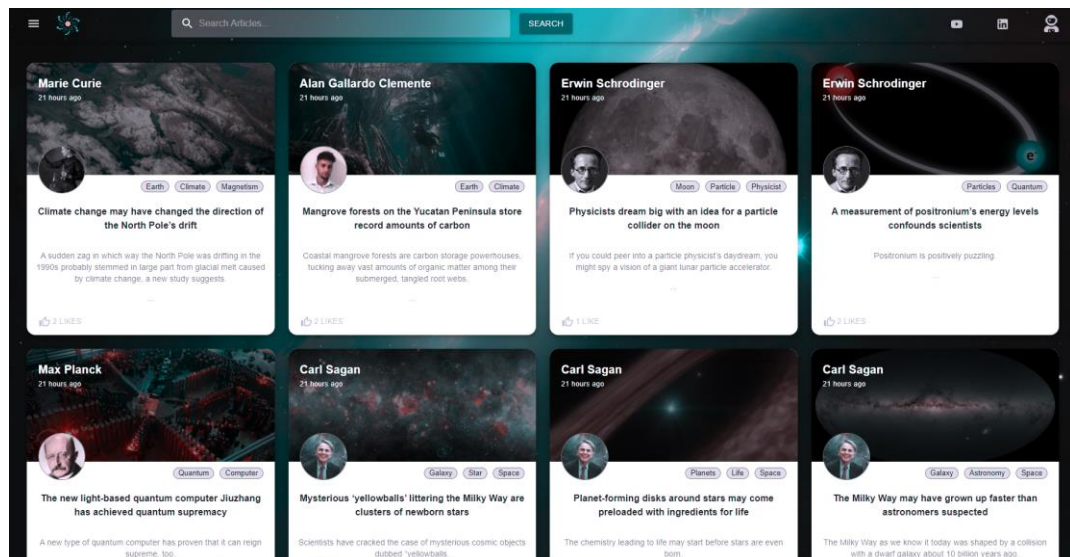 Search Articles...
SEARCH
Marie Curie
21 hours ago
Earth Climate Magnetism
Climate change may have changed the direction of
the North Pole's drift
A sudden zag in which way the North Pole was drifting in the
1990s probably stemmed in large part from glacial melt caused
by climate change, a new study suggests.
...
2 LIKES
Alan Gallardo Clemente
21 hours ago
Earth Climate
Mangrove forests on the Yucatan Peninsula store
record amounts of carbon
Coastal mangrove forests are carbon storage powerhouses,
tucking away vast amounts of organic matter among their
submerged, tangled root webs.
...
2 LIKES
Erwin Schrodinger
21 hours ago
Moon Particle Physicist
Physicists dream big with an idea for a particle
collider on the moon
If you could peer into a particle physicist's daydream, you
might spy a vision of a giant lunar particle accelerator.
...
1 LIKE
Erwin Schrodinger
21 hours ago
e
Particles Quantum
A measurement of positronium's energy levels
confounds scientists
Positronium is positively puzzling.
...
2 LIKES
Max Planck
21 hours ago
Quantum Computer
The new light-based quantum computer Jiuzhang
has achieved quantum supremacy
A new type of quantum computer has proven that it can reign
supreme, too.
Carl Sagan
21 hours ago
Galaxy Star Space
Mysterious ‘yellowballs’ littering the Milky Way are
clusters of newborn stars
Scientists have cracked the case of mysterious cosmic objects
dubbed “yellowballs.
Carl Sagan
21 hours ago
Planets Life Space
Planet-forming disks around stars may come
preloaded with ingredients for life
The chemistry leading to life may start before stars are even
born.
Carl Sagan
21 hours ago
Galaxy Astronomy Space
The Milky Way may have grown up faster than
astronomers suspected
The Milky Way as we know it today was shaped by a collision
with a dwarf galaxy about 10 billion years ago.